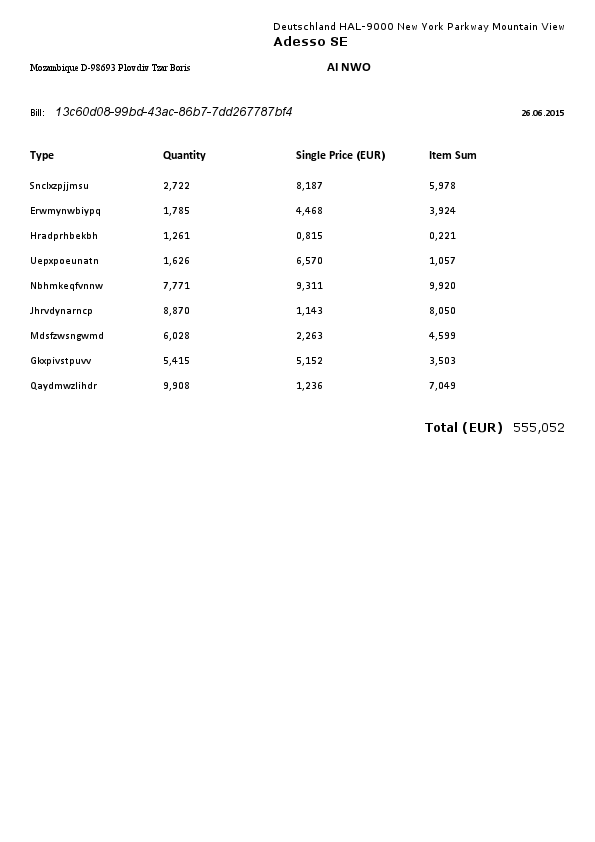 Deutschland HAL-9000 New York Parkway Mountain View
Adesso SE
Mozambique D-98693 Plovdiv Tzar Boris AI NWO
Bill: 13c60d08-99bd-43ac-86b7-7dd267787bf4 26.06.2015
Type Quantity Single Price (EUR) Item Sum
Snclxzpjjmsu 2,722 8,187 5,978
Erwmynwbiypq 1,785 4,468 3,924
Hradprhbekbh 1,261 0,815 0,221
Uepxpoeunatn 1,626 6,570 1,057
Nbhmkeqfvnnw 7,771 9,311 9,920
Jhrvdynarncp 8,870 1,143 8,050
Mdsfzwsngwmd 6,028 2,263 4,599
Gkxpivstpuvv 5,415 5,152 3,503
Qaydmwzlihdr 9,908 1,236 7,049
Total (EUR) 555,052